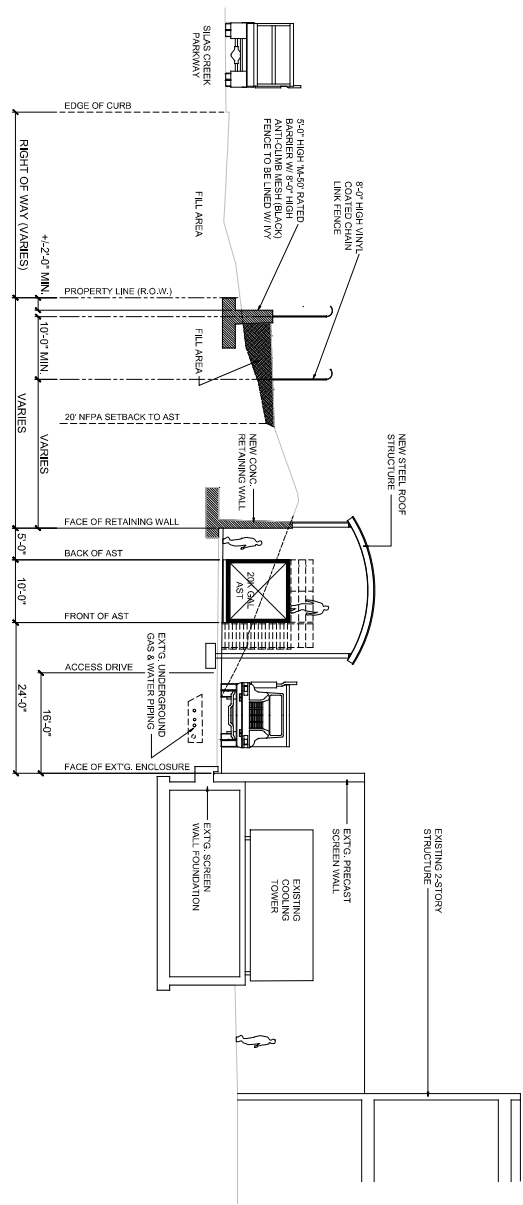 SILAS CREEK
PARKWAY
EDGE OF CURB
RIGHT OF WAY (VARIES)
FILL AREA
5'-0" HIGH 'M-50' RATED
BARRIER W/ 8'-0" HIGH
ANTI-CLIMB MESH (BLACK)
FENCE TO BE LINED W/ IVY
8'-0" HIGH VINYL
COATED CHAIN
LINK FENCE
PROPERTY LINE (R.O.W.)
+/-2'-0" MIN.
10'-0" MIN.
FILL AREA
20' NFPA SETBACK TO AST
VARIES
VARIES
NEW CONC.
RETAINING WALL
NEW STEEL ROOF
STRUCTURE
FACE OF RETAINING WALL
5'-0"
BACK OF AST
10'-0"
20K GAL
AST
FRONT OF AST
EXT'G. UNDERGROUND
GAS & WATER PIPING
ACCESS DRIVE
24'-0"
16'-0"
FACE OF EXT'G. ENCLOSURE
EXT'G. SCREEN
WALL FOUNDATION
EXT'G. PRECAST
SCREEN WALL
EXISTING
COOLING
TOWER
EXISTING 2-STORY
STRUCTURE